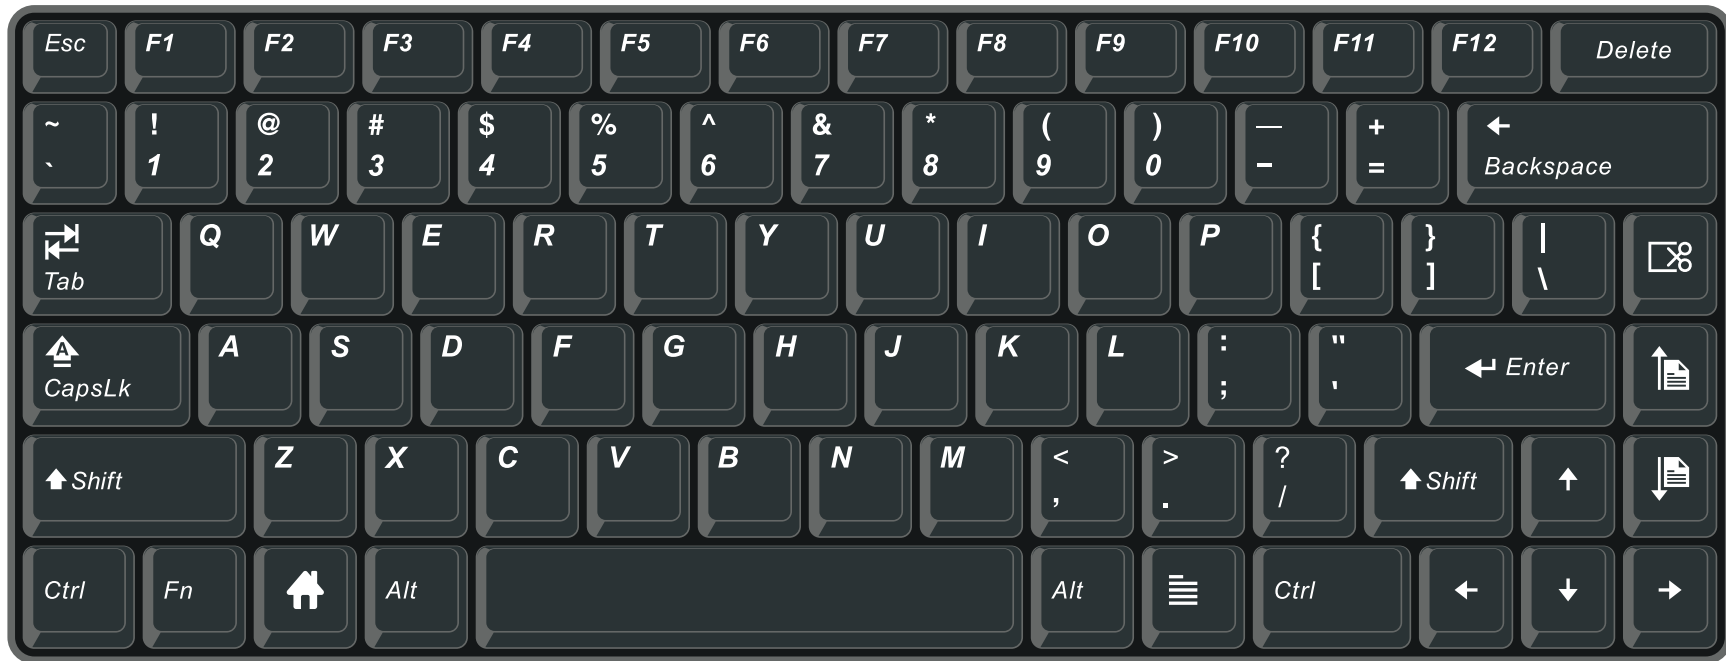 Esc F1 F2 F3 F4 F5 F6 F7 F8 F9 F10 F11 F12 Delete
~ ! @ # $ % ^ & * ( ) — +
` 1 2 3 4 5 6 7 8 9 0 - = Backspace
Q W E R T Y U I O P { } |
Tab [ ] \
A A S D F G H J K L : "
CapsLk ; ' Enter
Z X C V B N M < > ?
Shift , . / Shift
Ctrl Fn Alt Alt Ctrl